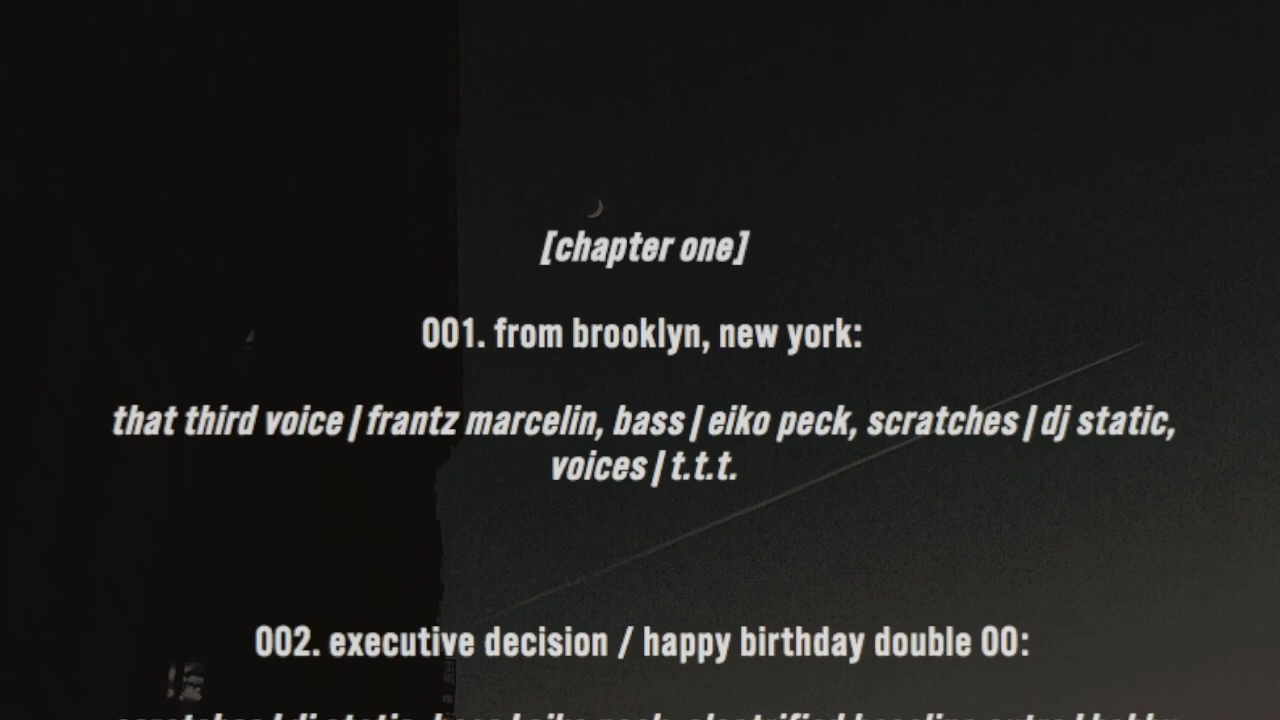 [chapter one]
001. from brooklyn, new york:
that third voice | frantz marcelin, bass | eiko peck, scratches | dj static,
voices | t.t.t.
002. executive decision / happy birthday double 00: